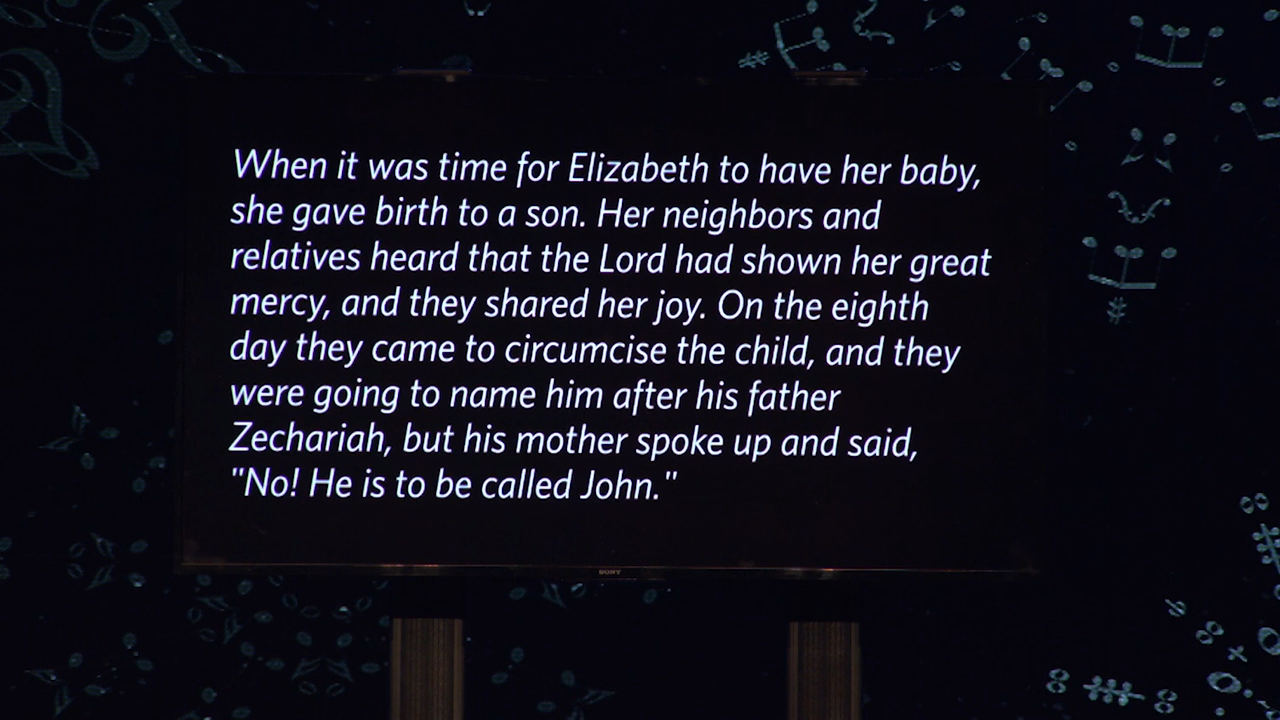 When it was time for Elizabeth to have her baby,
she gave birth to a son. Her neighbors and
relatives heard that the Lord had shown her great
mercy, and they shared her joy. On the eighth
day they came to circumcise the child, and they
were going to name him after his father
Zechariah, but his mother spoke up and said,
"No! He is to be called John."
SONY